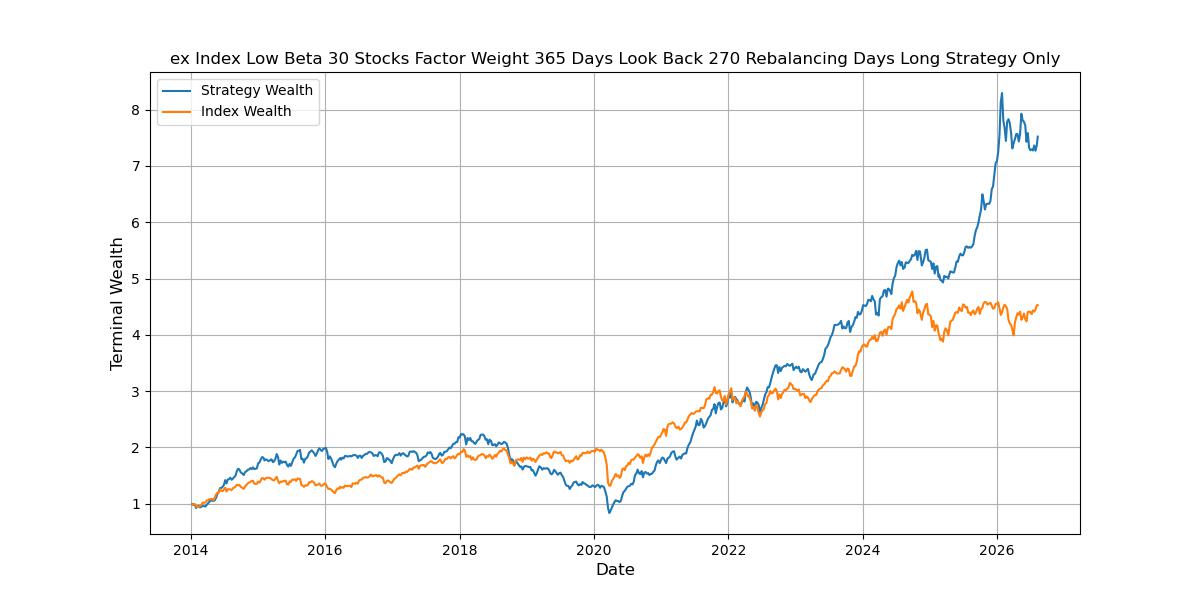 ex Index Low Beta 30 Stocks Factor Weight 365 Days Look Back 270 Rebalancing Days Long Strategy Only
Strategy Wealth
Index Wealth
8
7
6
5
4
3
2
1
Terminal Wealth
2014 2016 2018 2020 2022 2024 2026
Date